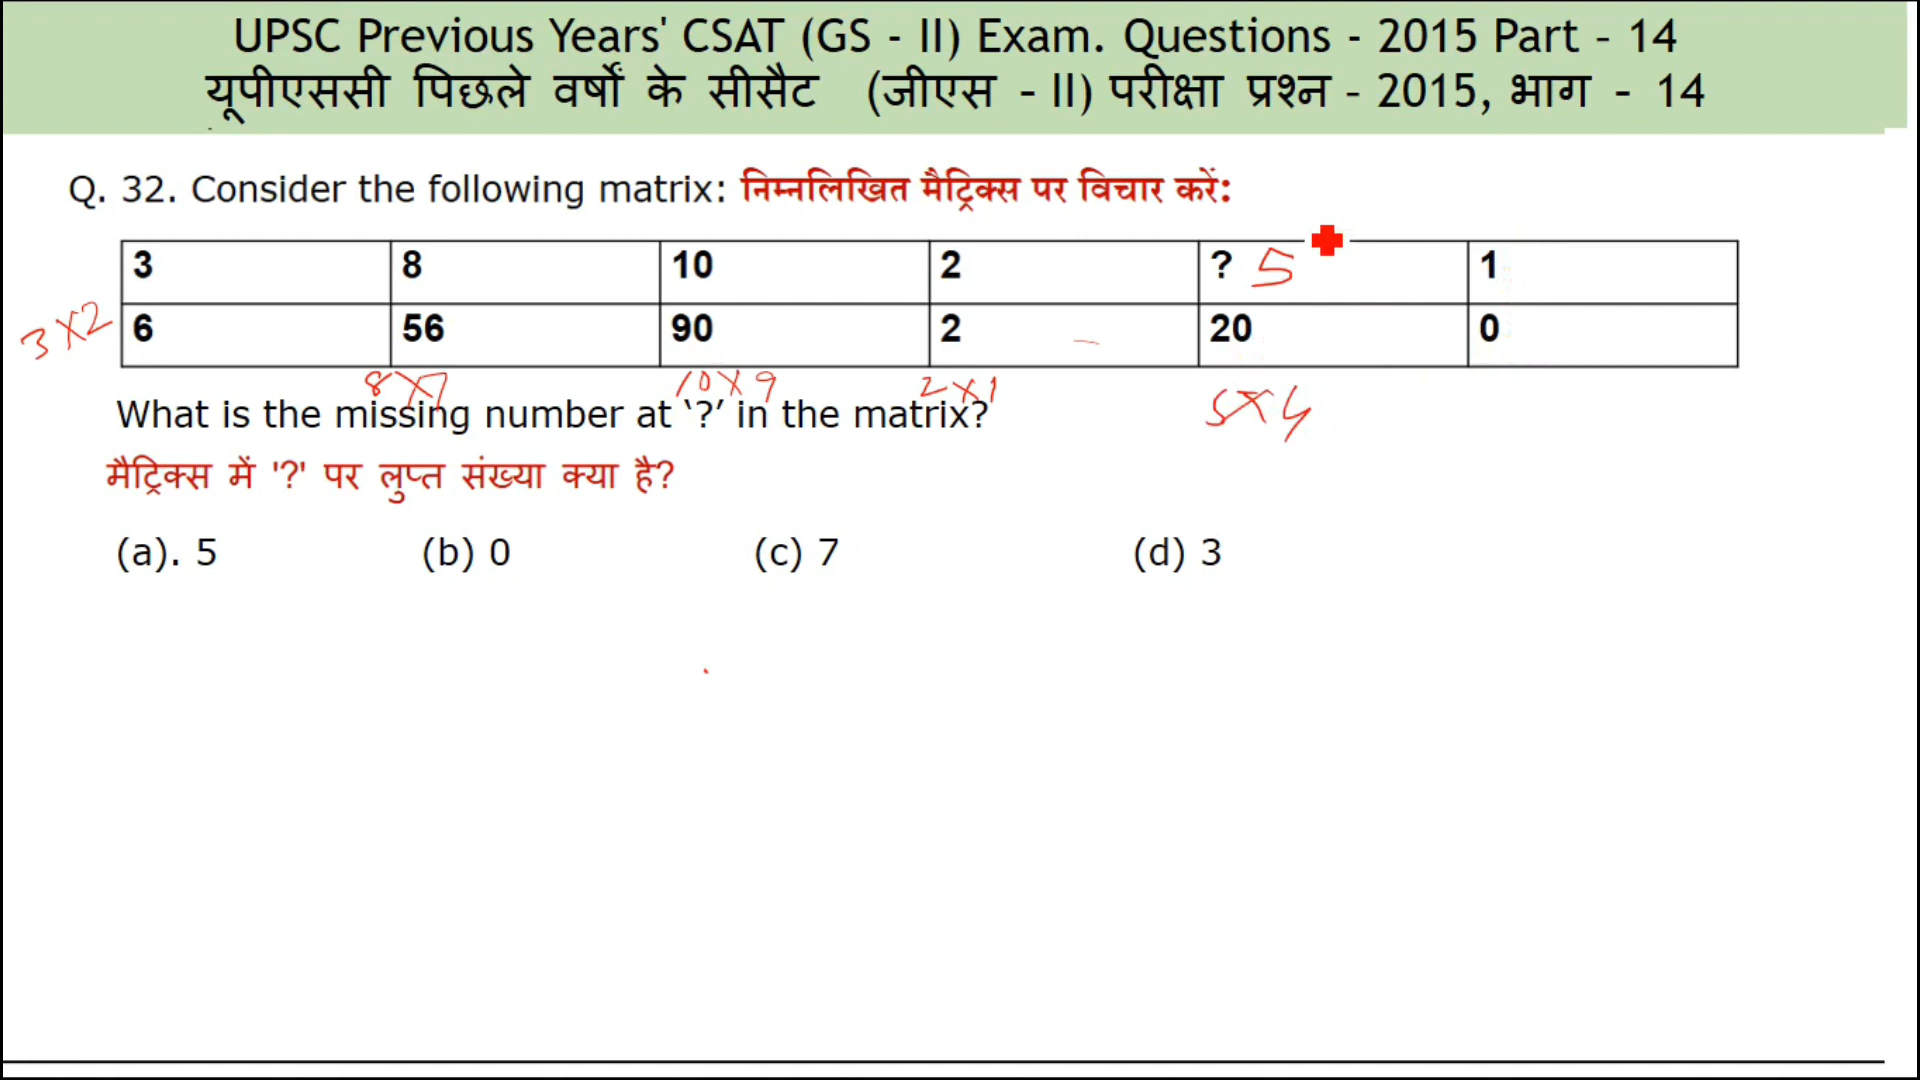 UPSC Previous Years' CSAT (GS - II) Exam. Questions - 2015 Part - 14
यूपीएससी पिछले वर्षों के सीसैट (जीएस - II) परीक्षा प्रश्न - 2015, भाग - 14
Q. 32. Consider the following matrix: निम्नलिखित मैट्रिक्स पर विचार करें:
3 8 10 2 ? 5 1
3X2 6 56 90 2 20 0
8X7 10X9 2X1 5X4
What is the missing number at ‘?’ in the matrix?
मैट्रिक्स में '?' पर लुप्त संख्या क्या है?
(a). 5 (b) 0 (c) 7 (d) 3